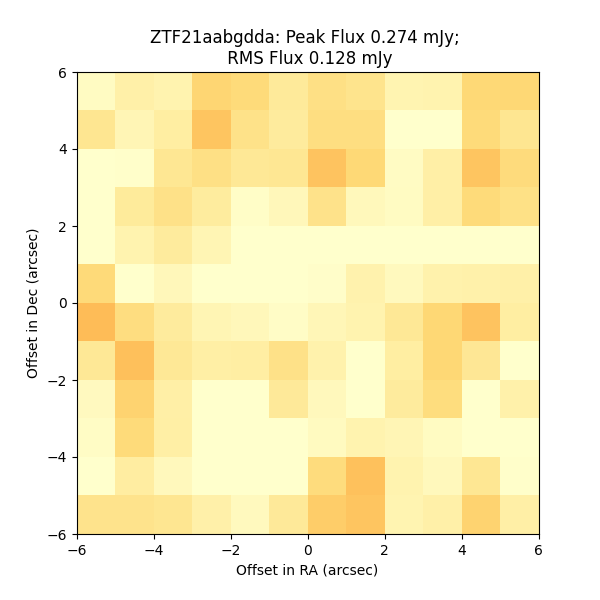 ZTF21aabgdda: Peak Flux 0.274 mJy;
RMS Flux 0.128 mJy
6
4
2
0
−2
−4
−6
Offset in Dec (arcsec)
−6 −4 −2 0 2 4 6
Offset in RA (arcsec)